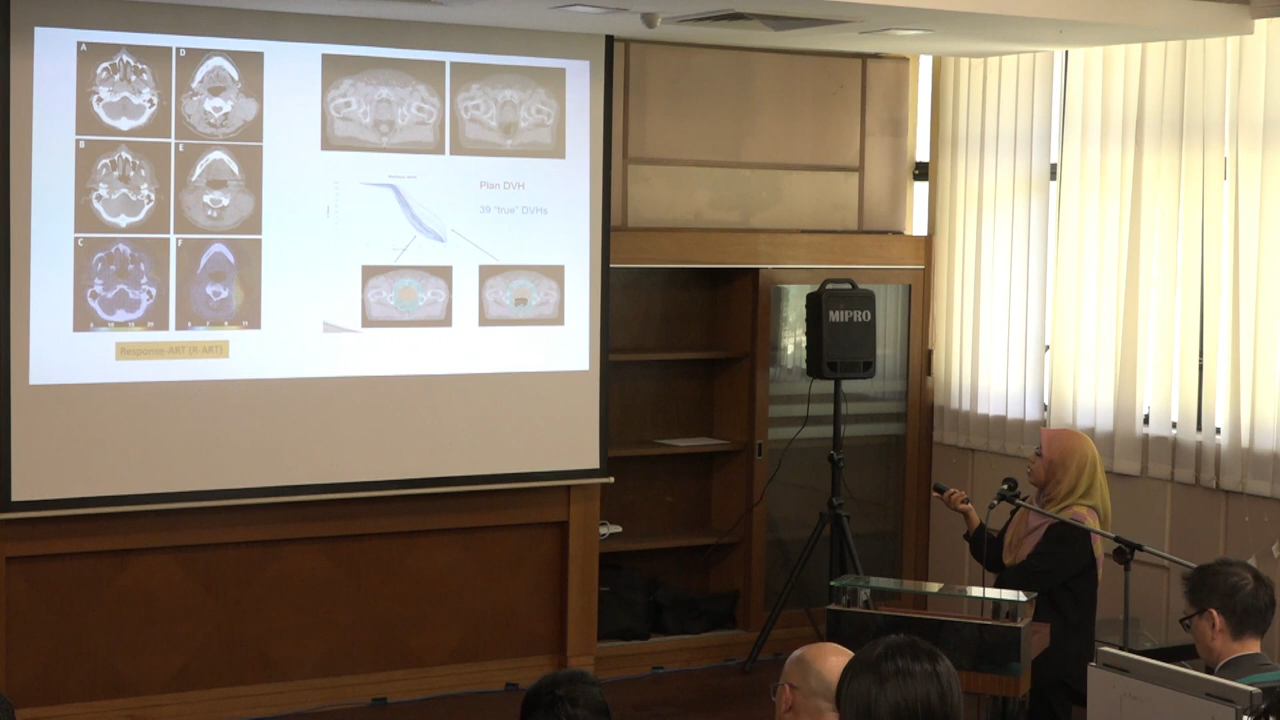 A
D
B
E
C
F
Response-ART (R-ART)
Plan DVH
39 "true" DVHs
MIPRO